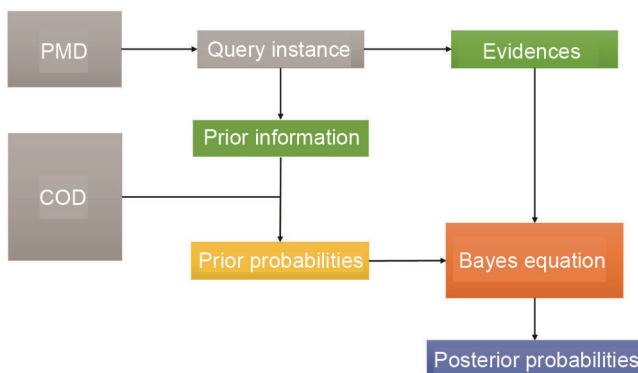 PMD
Query instance
Evidences
Prior information
COD
Prior probabilities
Bayes equation
Posterior probabilities